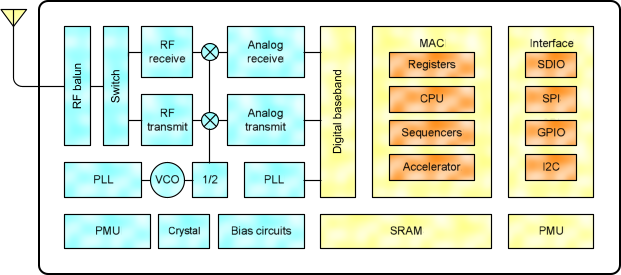 RF balun
Switch
RF
receive
Analog
receive
RF
transmit
Analog
transmit
Digital baseband
PLL
VCO
1/2
PLL
MAC
Registers
CPU
Sequencers
Accelerator
Interface
SDIO
SPI
GPIO
I2C
PMU
Crystal
Bias circuits
SRAM
PMU